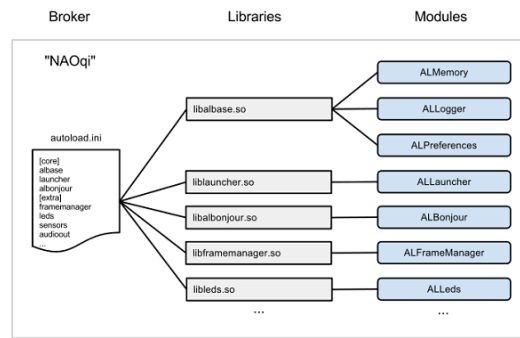 Broker
Libraries
Modules
"NAOqi"
autoload.ini
[core]
albase
launcher
albonjour
[extra]
framemanager
leds
sensors
audioout
...
libalbase.so
liblauncher.so
libalbonjour.so
libframemanager.so
libleds.so
...
ALMemory
ALLogger
ALPreferences
ALLauncher
ALBonjour
ALFrameManager
ALLeds
...